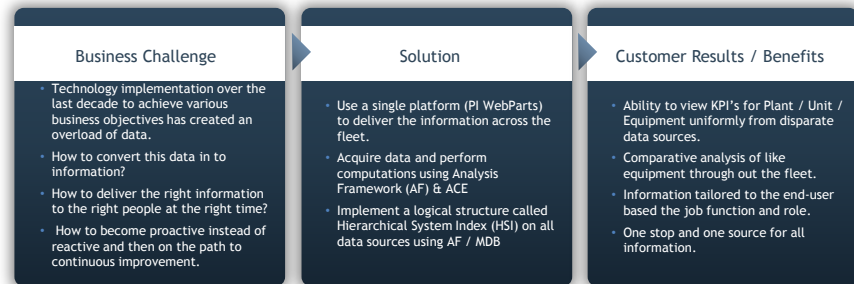 Business Challenge
• Technology implementation over the
last decade to achieve various
business objectives has created an
overload of data.
• How to convert this data in to
information?
• How to deliver the right information
to the right people at the right time?
• How to become proactive instead of
reactive and then on the path to
continuous improvement.
Solution
• Use a single platform (PI WebParts)
to deliver the information across the
fleet.
• Acquire data and perform
computations using Analysis
Framework (AF) & ACE
• Implement a logical structure called
Hierarchical System Index (HSI) on all
data sources using AF / MDB
Customer Results / Benefits
• Ability to view KPI’s for Plant / Unit /
Equipment uniformly from disparate
data sources.
• Comparative analysis of like
equipment through out the fleet.
• Information tailored to the end-user
based the job function and role.
• One stop and one source for all
information.